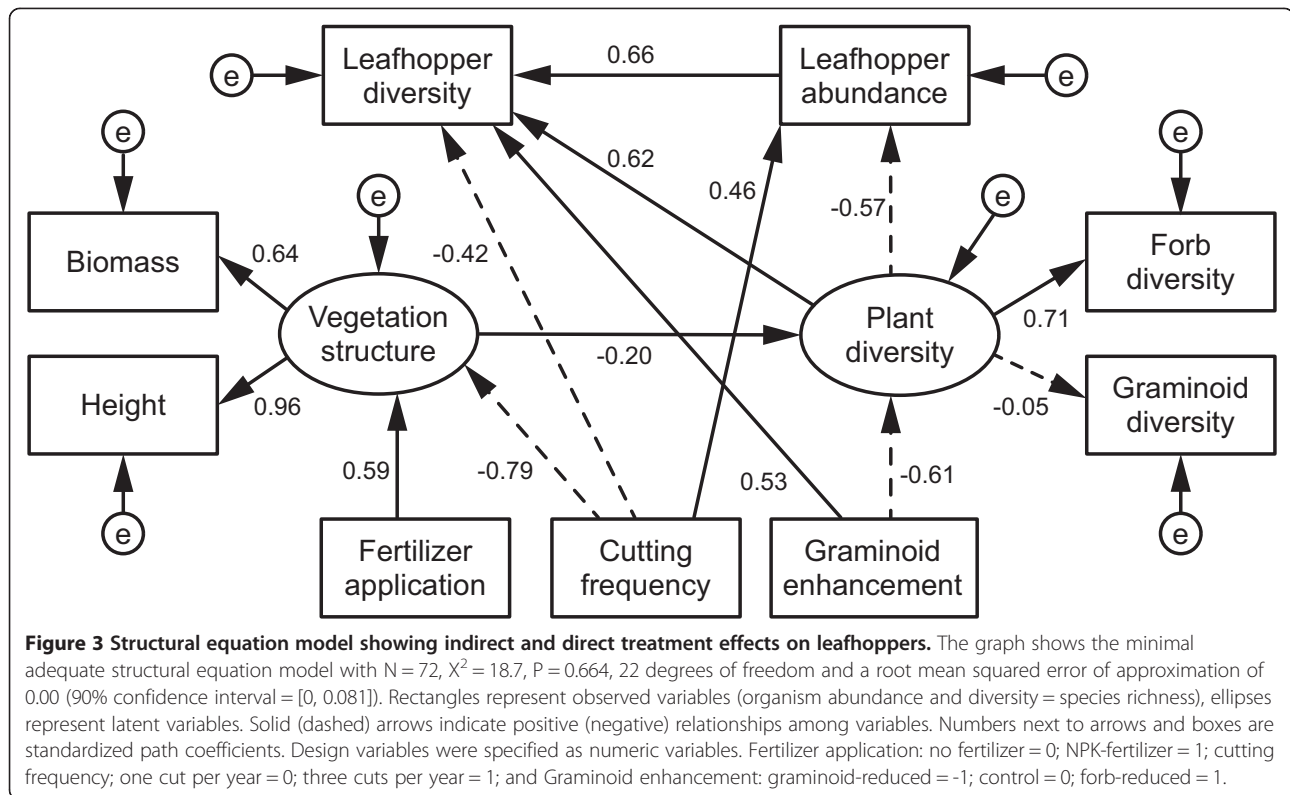 e
Leafhopper
diversity
0.66
Leafhopper
abundance
e
e
e
0.62
0.46
e
e
-0.57
Biomass
0.64
-0.42
Forb
diversity
Vegetation
structure
Plant
diversity
0.71
-0.20
Height
0.96
-0.05
Graminoid
diversity
0.59
-0.79
0.53
-0.61
e
e
Fertilizer
application
Cutting
frequency
Graminoid
enhancement
Figure 3 Structural equation model showing indirect and direct treatment effects on leafhoppers. The graph shows the minimal
adequate structural equation model with N = 72, X² = 18.7, P = 0.664, 22 degrees of freedom and a root mean squared error of approximation of
0.00 (90% confidence interval = [0, 0.081]). Rectangles represent observed variables (organism abundance and diversity = species richness), ellipses
represent latent variables. Solid (dashed) arrows indicate positive (negative) relationships among variables. Numbers next to arrows and boxes are
standardized path coefficients. Design variables were specified as numeric variables. Fertilizer application: no fertilizer = 0; NPK-fertilizer = 1; cutting
frequency; one cut per year = 0; three cuts per year = 1; and Graminoid enhancement: graminoid-reduced = -1; control = 0; forb-reduced = 1.